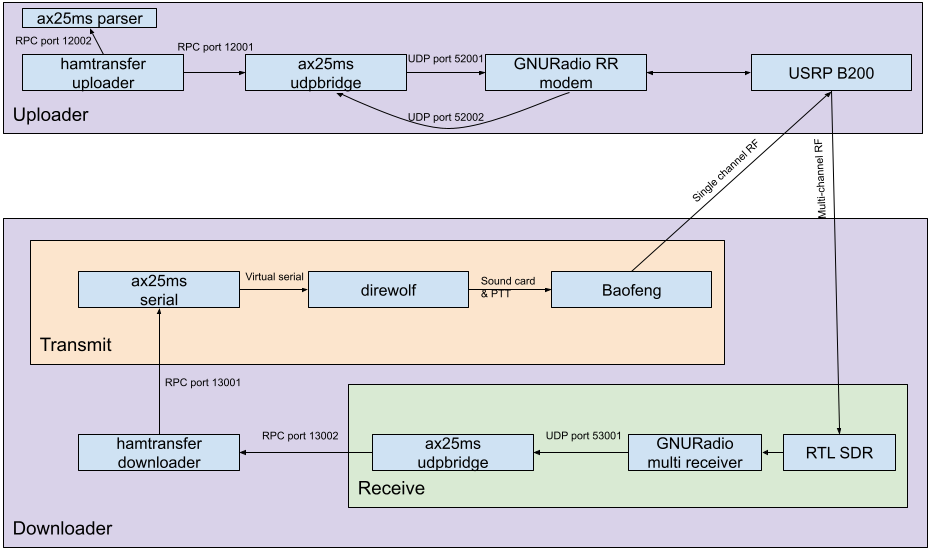 ax25ms parser
RPC port 12002
RPC port 12001
hamtransfer
uploader
ax25ms
udpbridge
UDP port 52001
GNURadio RR
modem
USRP B200
UDP port 52002
Uploader
Single channel RF
Multi-channel RF
ax25ms
serial
Virtual serial
direwolf
Sound card
& PTT
Baofeng
Transmit
RPC port 13001
hamtransfer
downloader
RPC port 13002
ax25ms
udpbridge
UDP port 53001
GNURadio
multi receiver
RTL SDR
Receive
Downloader